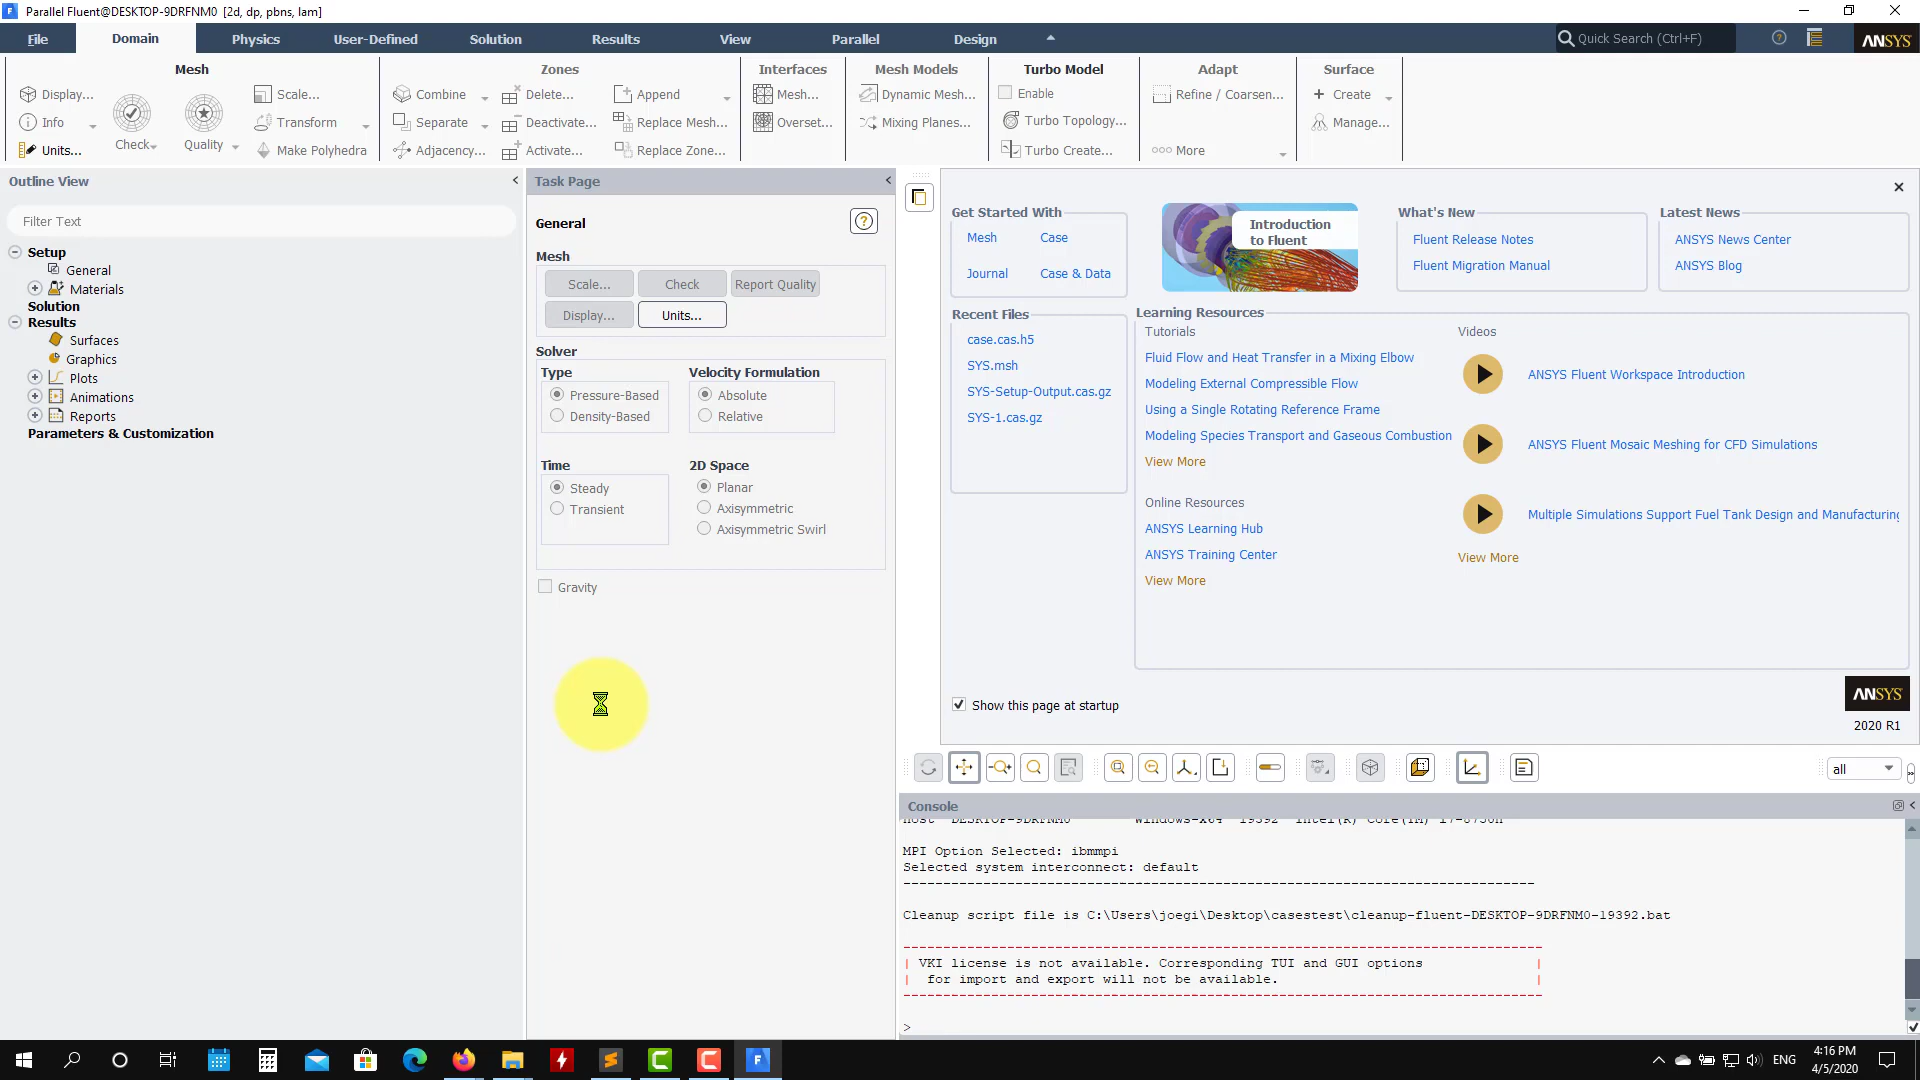 Parallel Fluent@DESKTOP-9DRFNM0 [2d, dp, pbns, lam]
File Domain Physics User-Defined Solution Results View Parallel Design Quick Search (Ctrl+F) ANSYS
Mesh
Display...
Info
Units...
Check
Quality
Scale...
Transform
Make Polyhedra
Zones
Combine
Separate
Adjacency...
Delete...
Deactivate...
Activate...
Append
Replace Mesh...
Replace Zone...
Interfaces
Mesh...
Overset...
Mesh Models
Dynamic Mesh...
Mixing Planes...
Turbo Model
Enable
Turbo Topology...
Turbo Create...
Adapt
Refine / Coarsen...
More
Surface
Create
Manage...
Outline View
Filter Text
Setup
General
Materials
Solution
Results
Surfaces
Graphics
Plots
Animations
Reports
Parameters & Customization
Task Page
General
Mesh
Scale... Check Report Quality
Display... Units...
Solver
Type
Pressure-Based
Density-Based
Velocity Formulation
Absolute
Relative
Time
Steady
Transient
2D Space
Planar
Axisymmetric
Axisymmetric Swirl
Gravity
Get Started With
Mesh Case
Journal Case & Data
Introduction
to Fluent
What's New
Fluent Release Notes
Fluent Migration Manual
Latest News
ANSYS News Center
ANSYS Blog
Recent Files
case.cas.h5
SYS.msh
SYS-Setup-Output.cas.gz
SYS-1.cas.gz
Learning Resources
Tutorials
Fluid Flow and Heat Transfer in a Mixing Elbow
Modeling External Compressible Flow
Using a Single Rotating Reference Frame
Modeling Species Transport and Gaseous Combustion
View More
Online Resources
ANSYS Learning Hub
ANSYS Training Center
View More
Videos
ANSYS Fluent Workspace Introduction
ANSYS Fluent Mosaic Meshing for CFD Simulations
Multiple Simulations Support Fuel Tank Design and Manufacturing
View More
Show this page at startup
ANSYS
2020 R1
all
Console
host DESKTOP-9DRFNM0 Windows-x64 19392 Intel(R) Core(TM) i7-8750H
MPI Option Selected: ibmmpi
Selected system interconnect: default
Cleanup script file is C:\Users\joegi\Desktop\casestest\cleanup-fluent-DESKTOP-9DRFNM0-19392.bat
VKI license is not available. Corresponding TUI and GUI options
for import and export will not be available.
>
ENG
4:16 PM
4/5/2020